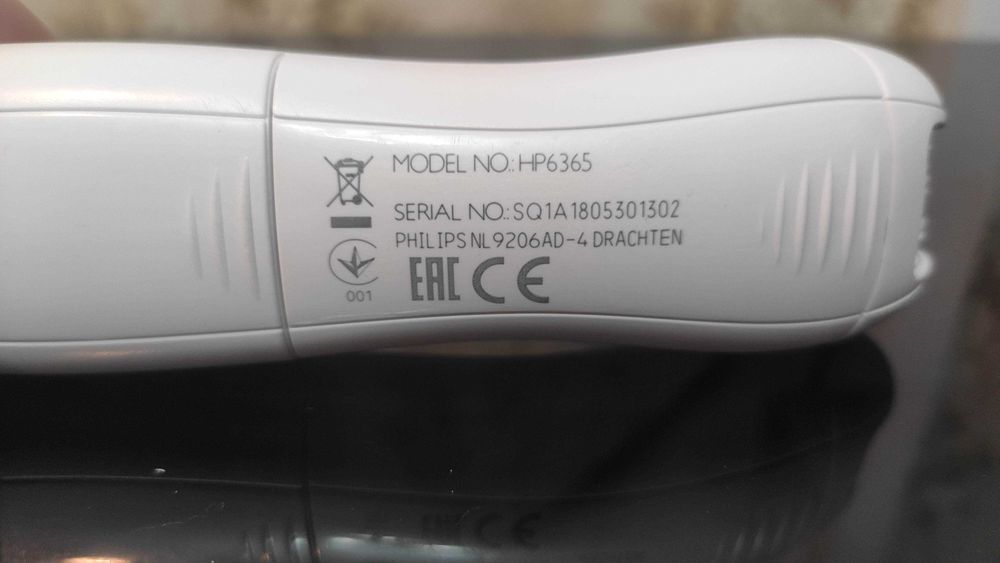 MODEL NO.: HP6365
SERIAL NO.: SQ1A1805301302
PHILIPS NL9206AD-4 DRACHTEN
EAC CE
001